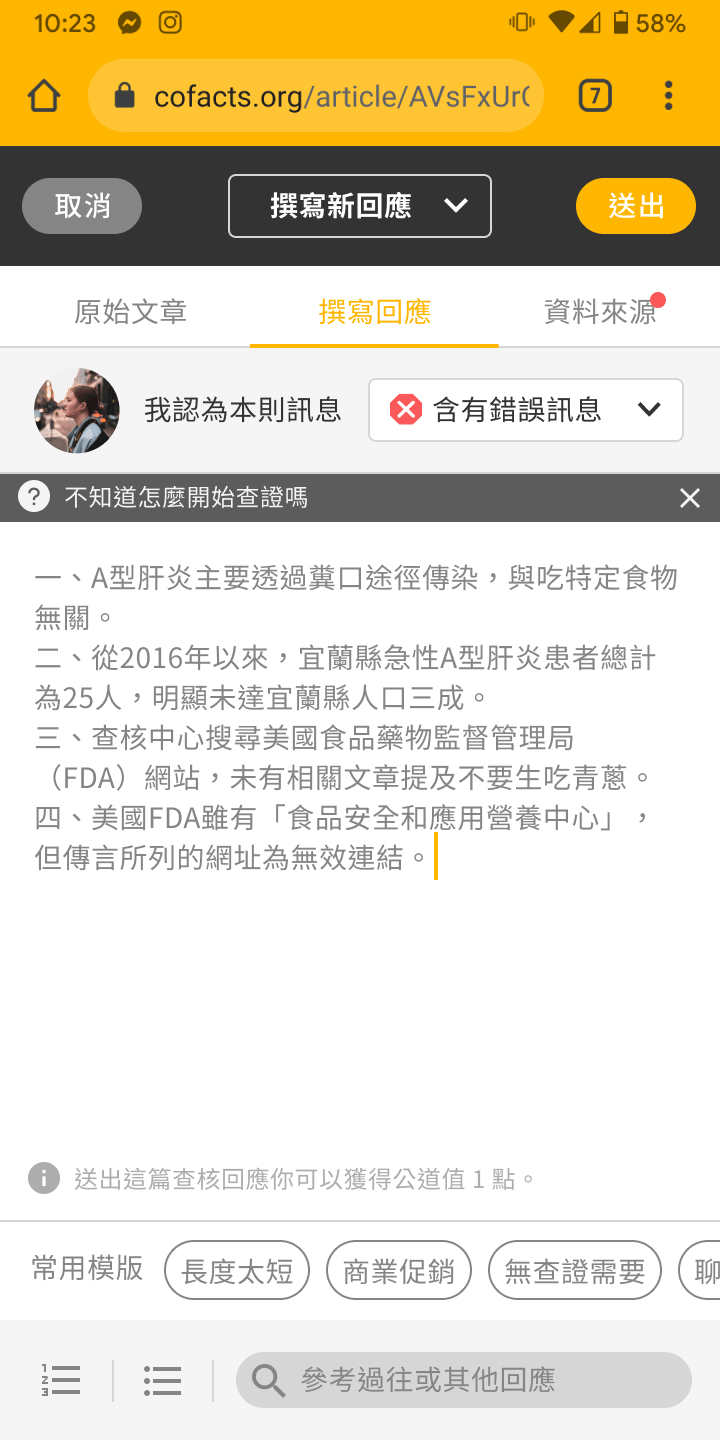 10:23
58%
cofacts.org/article/AVsFxUr
7
取消
撰寫新回應
送出
原始文章
撰寫回應
資料來源
我認為本則訊息
含有錯誤訊息
? 不知道怎麼開始查證嗎
一、A型肝炎主要透過糞口途徑傳染，與吃特定食物
無關。
二、從2016年以來，宜蘭縣急性A型肝炎患者總計
為25人，明顯未達宜蘭縣人口三成。
三、查核中心搜尋美國食品藥物監督管理局
（FDA）網站，未有相關文章提及不要生吃青蔥。
四、美國FDA雖有「食品安全和應用營養中心」，
但傳言所列的網址為無效連結。
送出這篇查核回應你可以獲得公道值 1 點。
常用模版
長度太短
商業促銷
無查證需要
聊
參考過往或其他回應